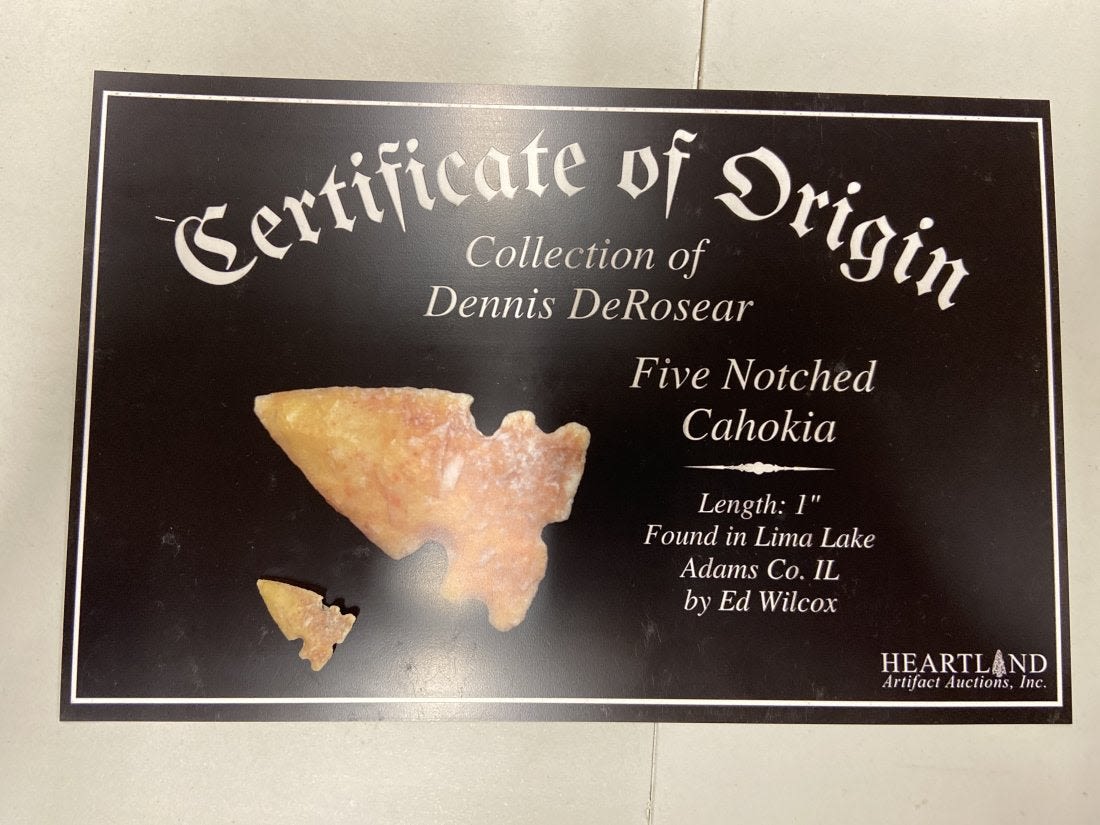 Certificate of Origin
Collection of
Dennis DeRosear
Five Notched
Cahokia
Length: 1"
Found in Lima Lake
Adams Co. IL
by Ed Wilcox
HEARTLAND
Artifact Auctions, Inc.